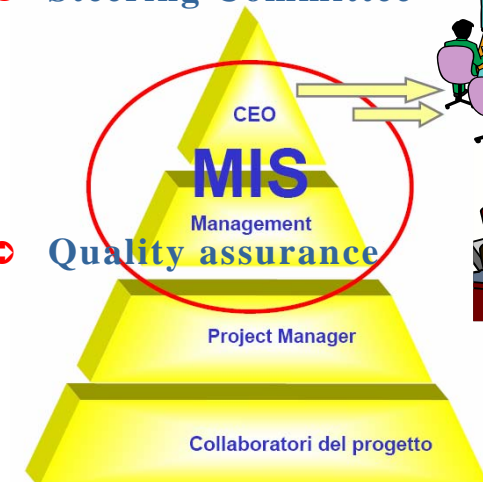 Steering Committee
CEO
MIS
Management
Quality assurance
Project Manager
Collaboratori del progetto